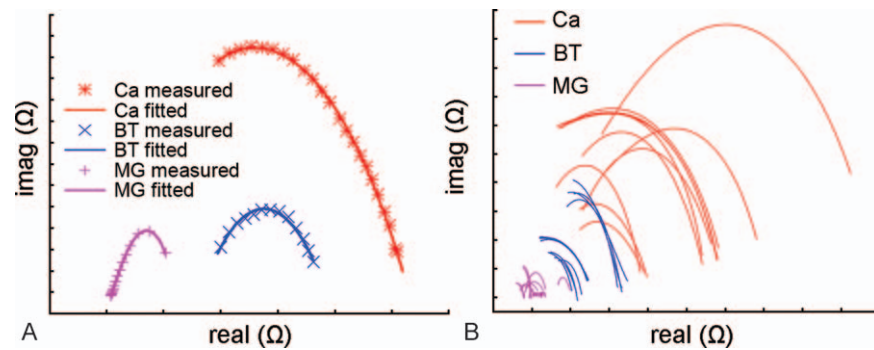 Ca measured
Ca fitted
BT measured
BT fitted
MG measured
MG fitted
imag (Ω)
real (Ω)
A
Ca
BT
MG
imag (Ω)
real (Ω)
B